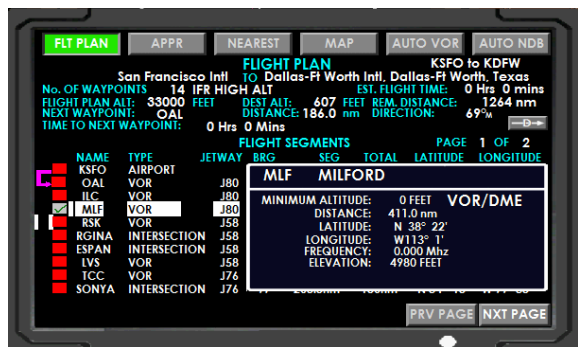 FLT PLAN APPR NEAREST MAP AUTO VOR AUTO NDB
FLIGHT PLAN KSFO to KDFW
San Francisco Intl TO Dallas-Ft Worth Intl, Dallas-Ft Worth, Texas
No. OF WAYPOINTS 14 IFR HIGH ALT EST. FLIGHT TIME: 0 Hrs 0 mins
FLIGHT PLAN ALT: 33000 FEET DEST ALT: 607 FEET REM. DISTANCE: 1264 nm
NEXT WAYPOINT: OAL DISTANCE: 186.0 nm DIRECTION: 69°M
TIME TO NEXT WAYPOINT: 0 Hrs 0 Mins D
FLIGHT SEGMENTS PAGE 1 OF 2
NAME TYPE JETWAY BRG SEG TOTAL LATITUDE LONGITUDE
KSFO AIRPORT
OAL VOR J80
ILC VOR J80
MLF VOR J80
RSK VOR J58
RGINA INTERSECTION J58
ESPAN INTERSECTION J58
LVS VOR J58
TCC VOR J76
SONYA INTERSECTION J76
MLF MILFORD
MINIMUM ALTITUDE: 0 FEET VOR/DME
DISTANCE: 411.0 nm
LATITUDE: N 38° 22'
LONGITUDE: W113° 1'
FREQUENCY: 0.000 Mhz
ELEVATION: 4980 FEET
PRV PAGE NXT PAGE